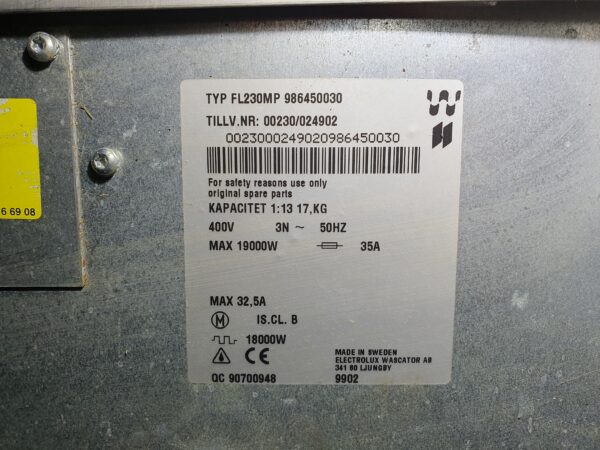 TYP FL230MP 986450030
TILLV.NR: 00230/024902
0023000249020986450030
For safety reasons use only
original spare parts
KAPACITET 1:13 17,KG
400V 3N ~ 50HZ
MAX 19000W 35A
MAX 32,5A
M IS.CL. B
18000W
CE
MADE IN SWEDEN
ELECTROLUX WASCATOR AB
341 80 LJUNGBY
QC 90700948 9902
6 69 08